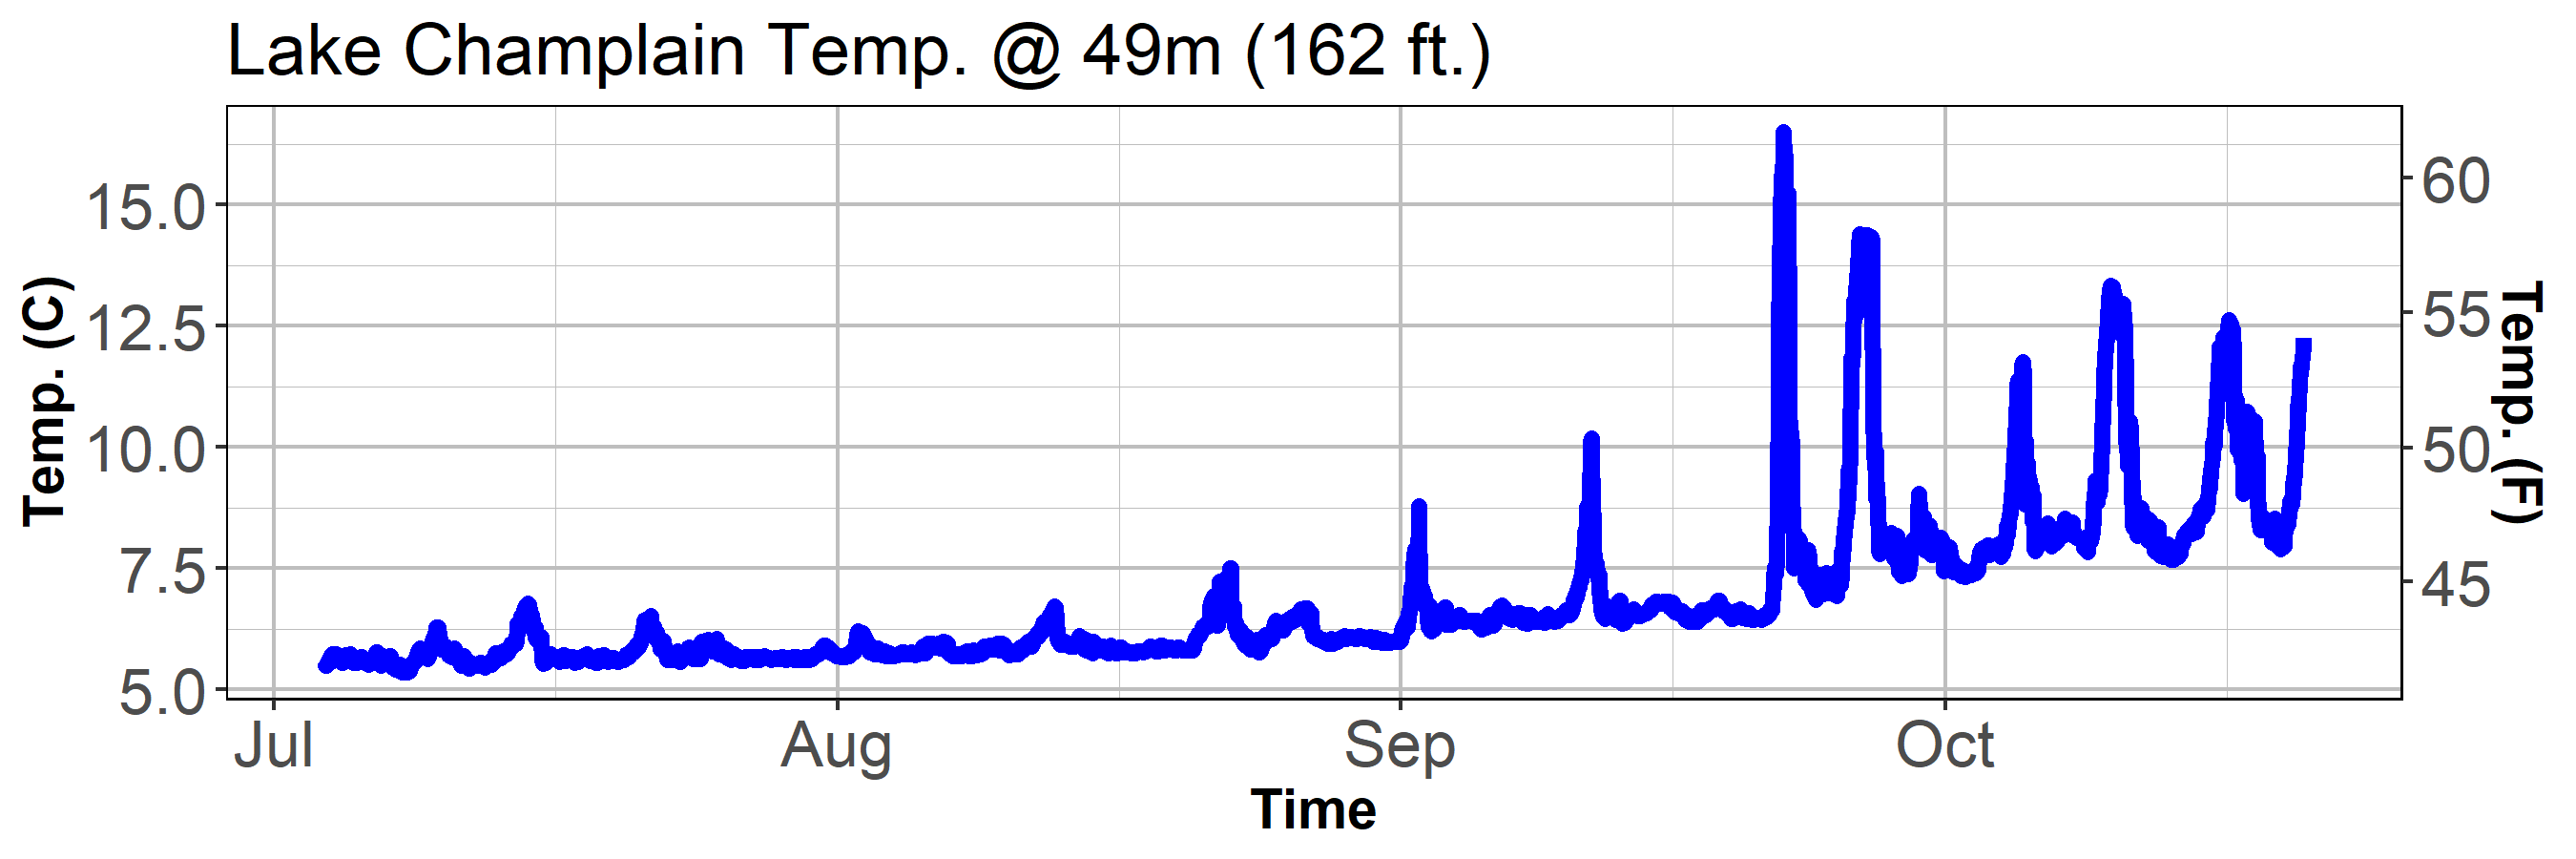 Lake Champlain Temp. @ 49m (162 ft.)
Temp. (C)
15.0
12.5
10.0
7.5
5.0
60
55
50
45
Temp. (F)
Jul Aug Sep Oct
Time